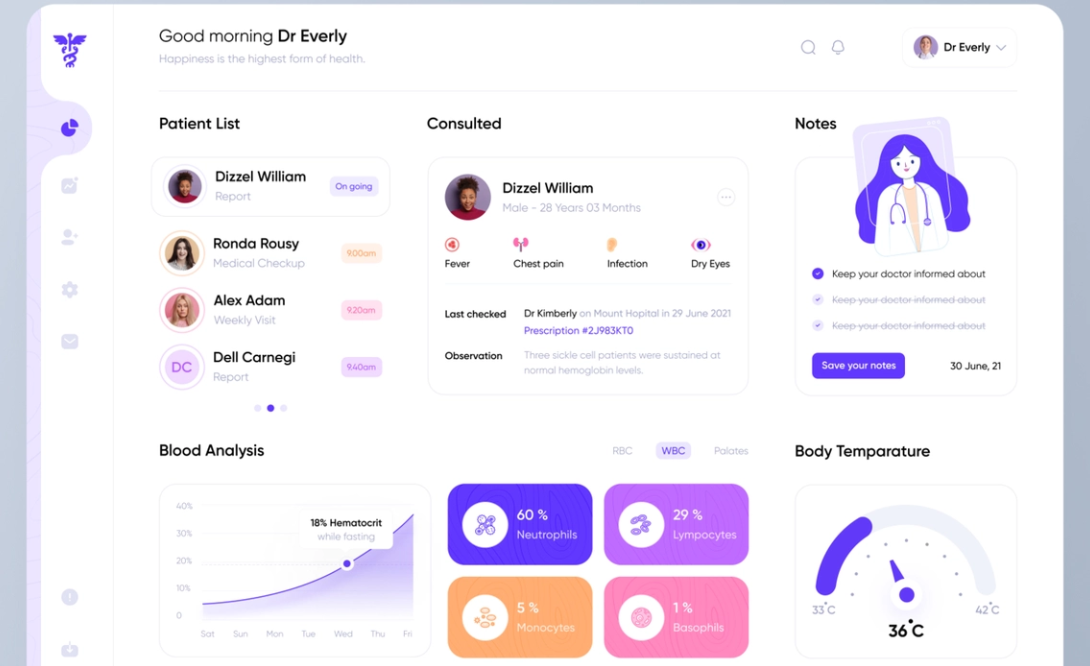 Good morning Dr Everly
Happiness is the highest form of health.
Dr Everly
Patient List
Dizzel William
Report
On going
Ronda Rousy
Medical Checkup
9.00am
Alex Adam
Weekly Visit
9.20am
DC
Dell Carnegi
Report
9.40am
Consulted
Dizzel William
Male - 28 Years 03 Months
Fever
Chest pain
Infection
Dry Eyes
Last checked
Dr Kimberly on Mount Hopital in 29 June 2021
Prescription #2J983KT0
Observation
Three sickle cell patients were sustained at
normal hemoglobin levels.
Notes
Keep your doctor informed about
Keep your doctor informed about
Keep your doctor informed about
Save your notes
30 June, 21
Blood Analysis
RBC
WBC
Palates
40%
30%
20%
10%
0
18% Hematocrit
while fasting
Sat Sun Mon Tue Wed Thu Fri
60 %
Neutrophils
29 %
Lympocytes
5 %
Monocytes
1 %
Basophils
Body Temparature
33°C
42°C
36°C